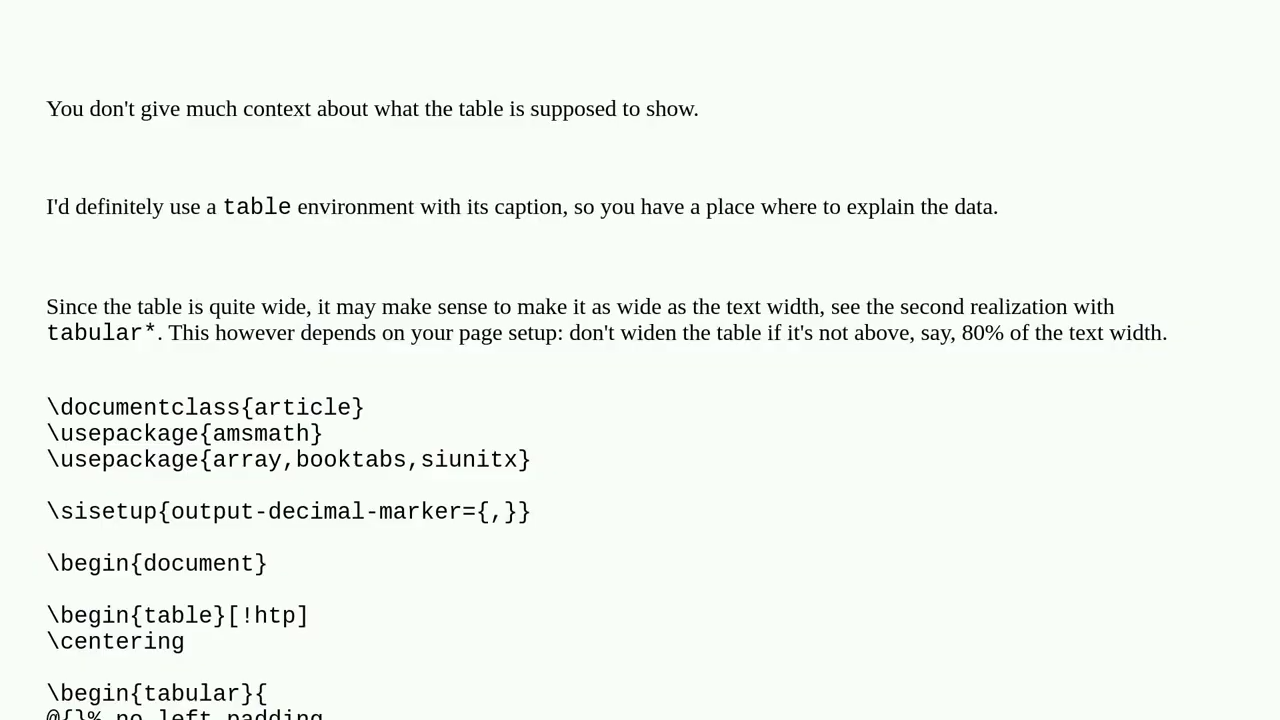 You don't give much context about what the table is supposed to show.
I'd definitely use a table environment with its caption, so you have a place where to explain the data.
Since the table is quite wide, it may make sense to make it as wide as the text width, see the second realization with
tabular*. This however depends on your page setup: don't widen the table if it's not above, say, 80% of the text width.
\documentclass{article}
\usepackage{amsmath}
\usepackage{array,booktabs,siunitx}
\sisetup{output-decimal-marker={,}}
\begin{document}
\begin{table}[!htp]
\centering
\begin{tabular}{
@{}% no left padding